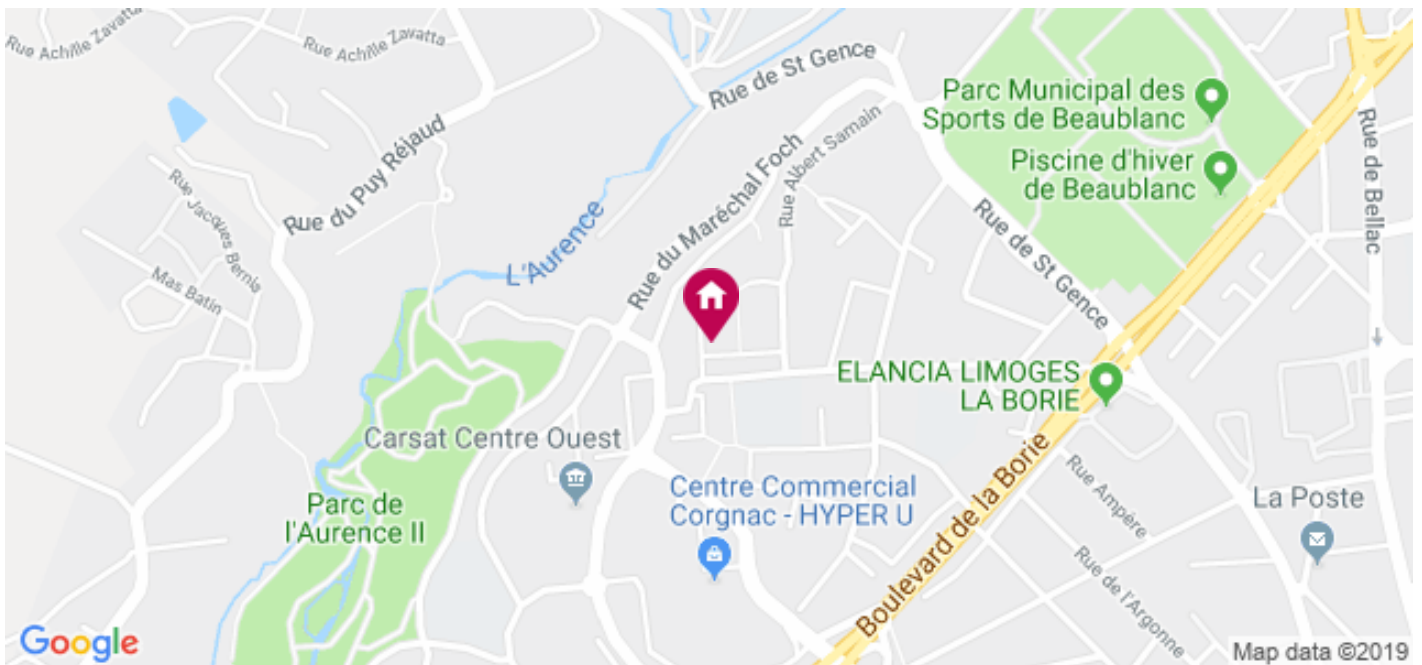 Rue Achille Zavatta
Rue Achille Zavatta
Rue de St Gence
Parc Municipal des
Sports de Beaublanc
Piscine d'hiver
de Beaublanc
Rue de Bellac
Rue du Puy Réjaud
Rue Jacques Bernis
Mas Batin
L'Aurence
Rue du Maréchal Foch
Rue Albert Samain
Rue de St Gence
ELANCIA LIMOGES
LA BORIE
Carsat Centre Ouest
Parc de
l'Aurence II
Centre Commercial
Corgnac - HYPER U
Boulevard de la Borie
Rue Ampère
Rue de l'Argonne
La Poste
Google
Map data ©2019